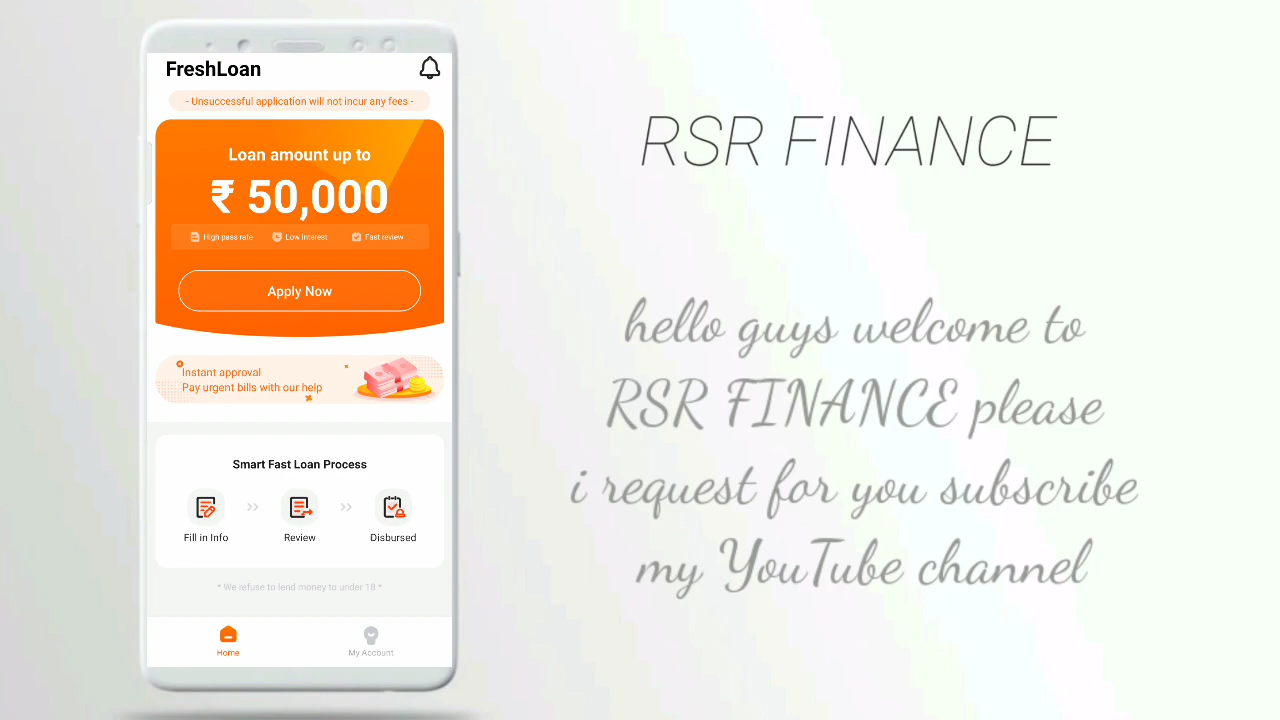 FreshLoan
- Unsuccessful application will not incur any fees -
Loan amount up to
₹ 50,000
High pass rate Low interest Fast review
Apply Now
Instant approval
Pay urgent bills with our help
Smart Fast Loan Process
Fill in Info Review Disbursed
* We refuse to lend money to under 18 *
Home My Account
RSR FINANCE
hello guys welcome to
RSR FINANCE please
i request for you subscribe
my YouTube channel